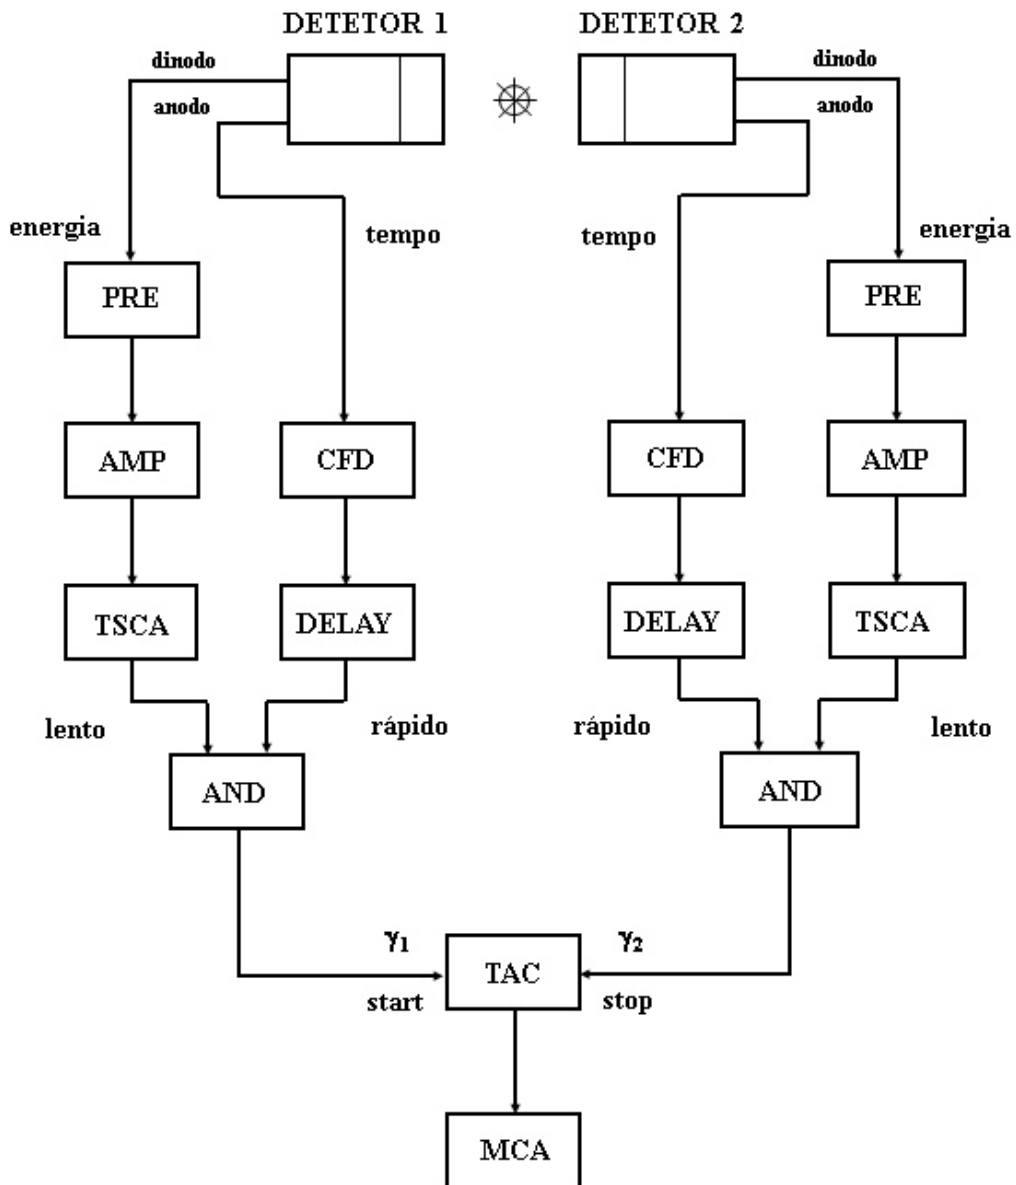 DETETOR 1
DETETOR 2
dinodo
dinodo
anodo
anodo
energia
tempo
tempo
energia
PRE
PRE
AMP
CFD
CFD
AMP
TSCA
DELAY
DELAY
TSCA
lento
rápido
rápido
lento
AND
AND
γ1
γ2
TAC
start
stop
MCA